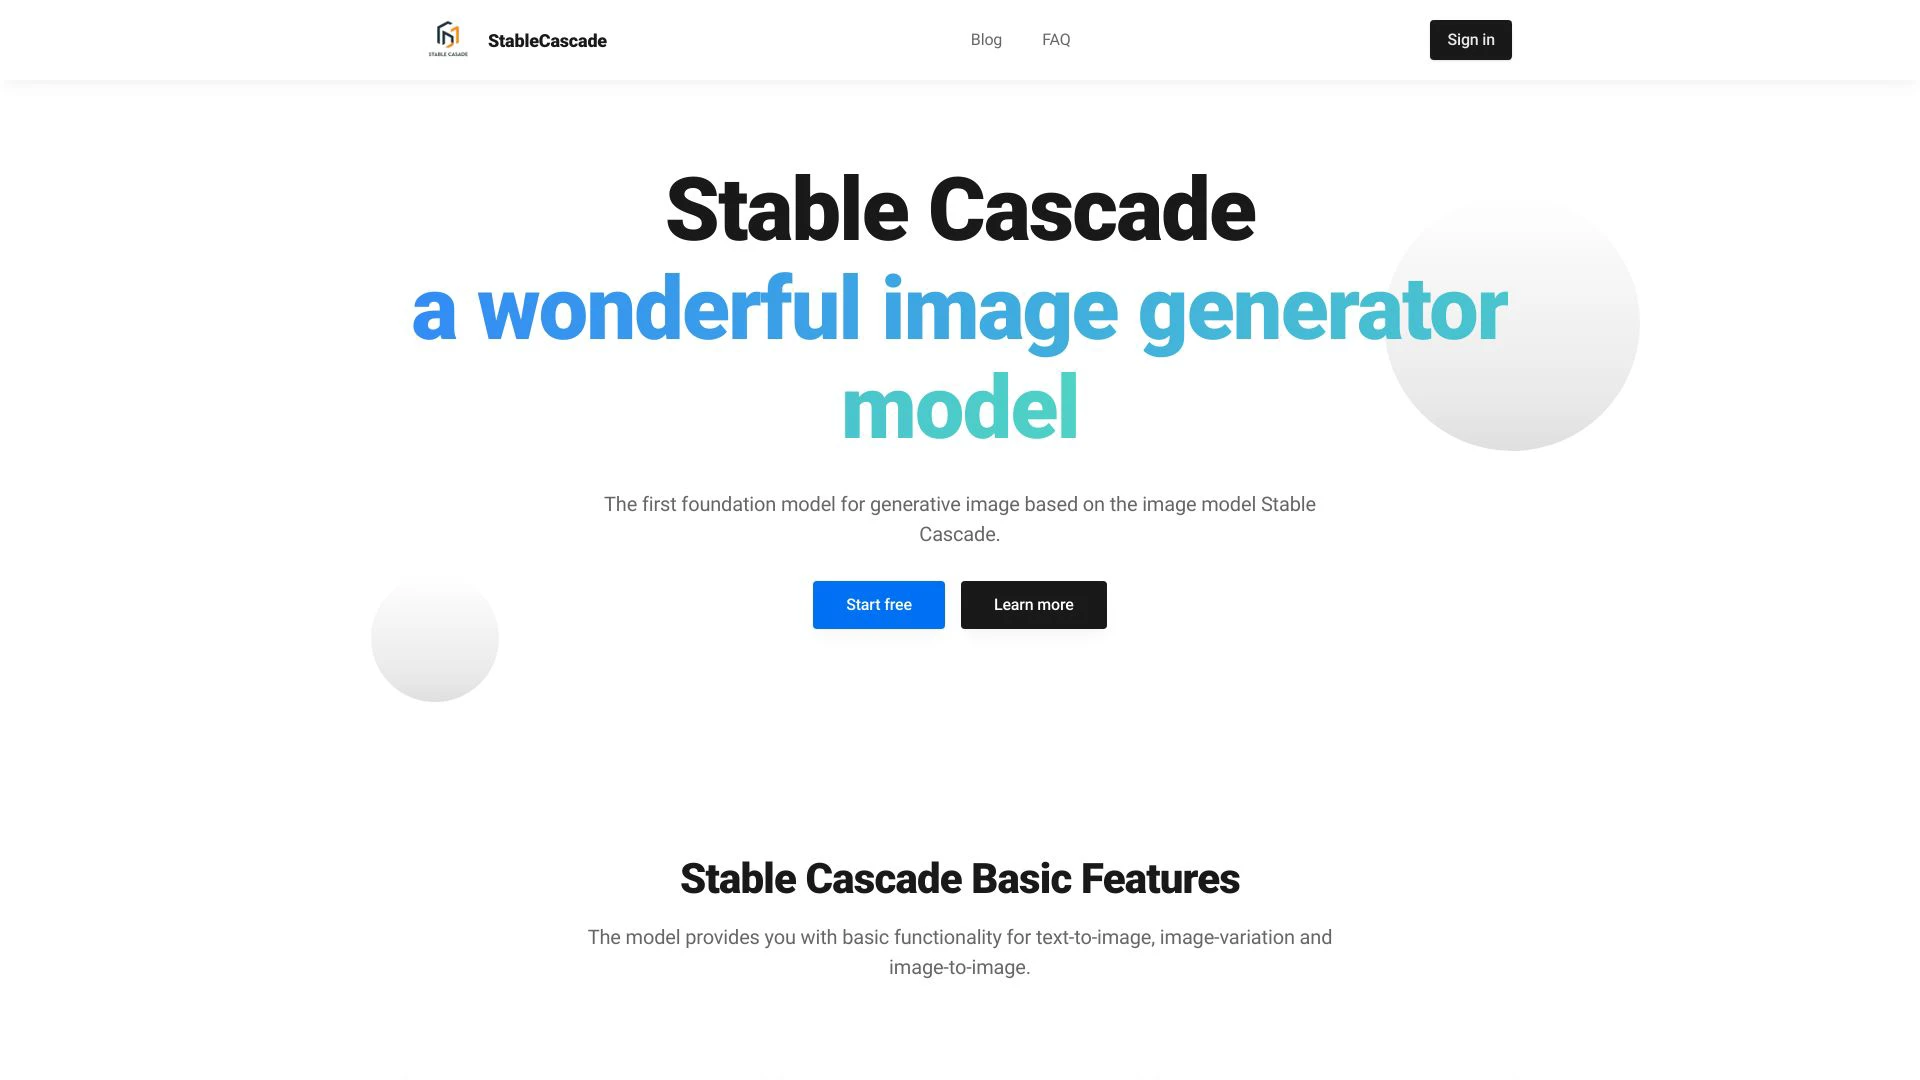 STABLE CASADE
StableCascade
Blog
FAQ
Sign in
Stable Cascade
a wonderful image generator
model
The first foundation model for generative image based on the image model Stable
Cascade.
Start free
Learn more
Stable Cascade Basic Features
The model provides you with basic functionality for text-to-image, image-variation and
image-to-image.